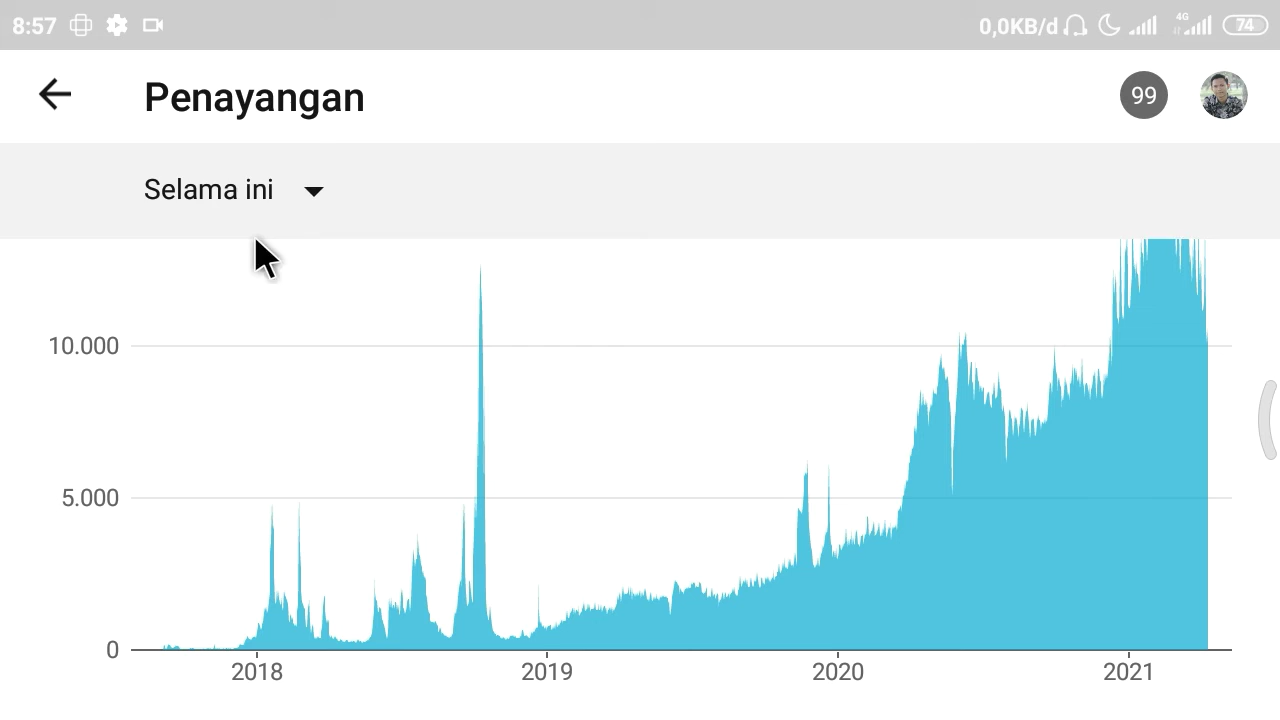 8:57 0,0KB/d 4G 74
Penayangan 99
Selama ini
10.000
5.000
0
2018 2019 2020 2021